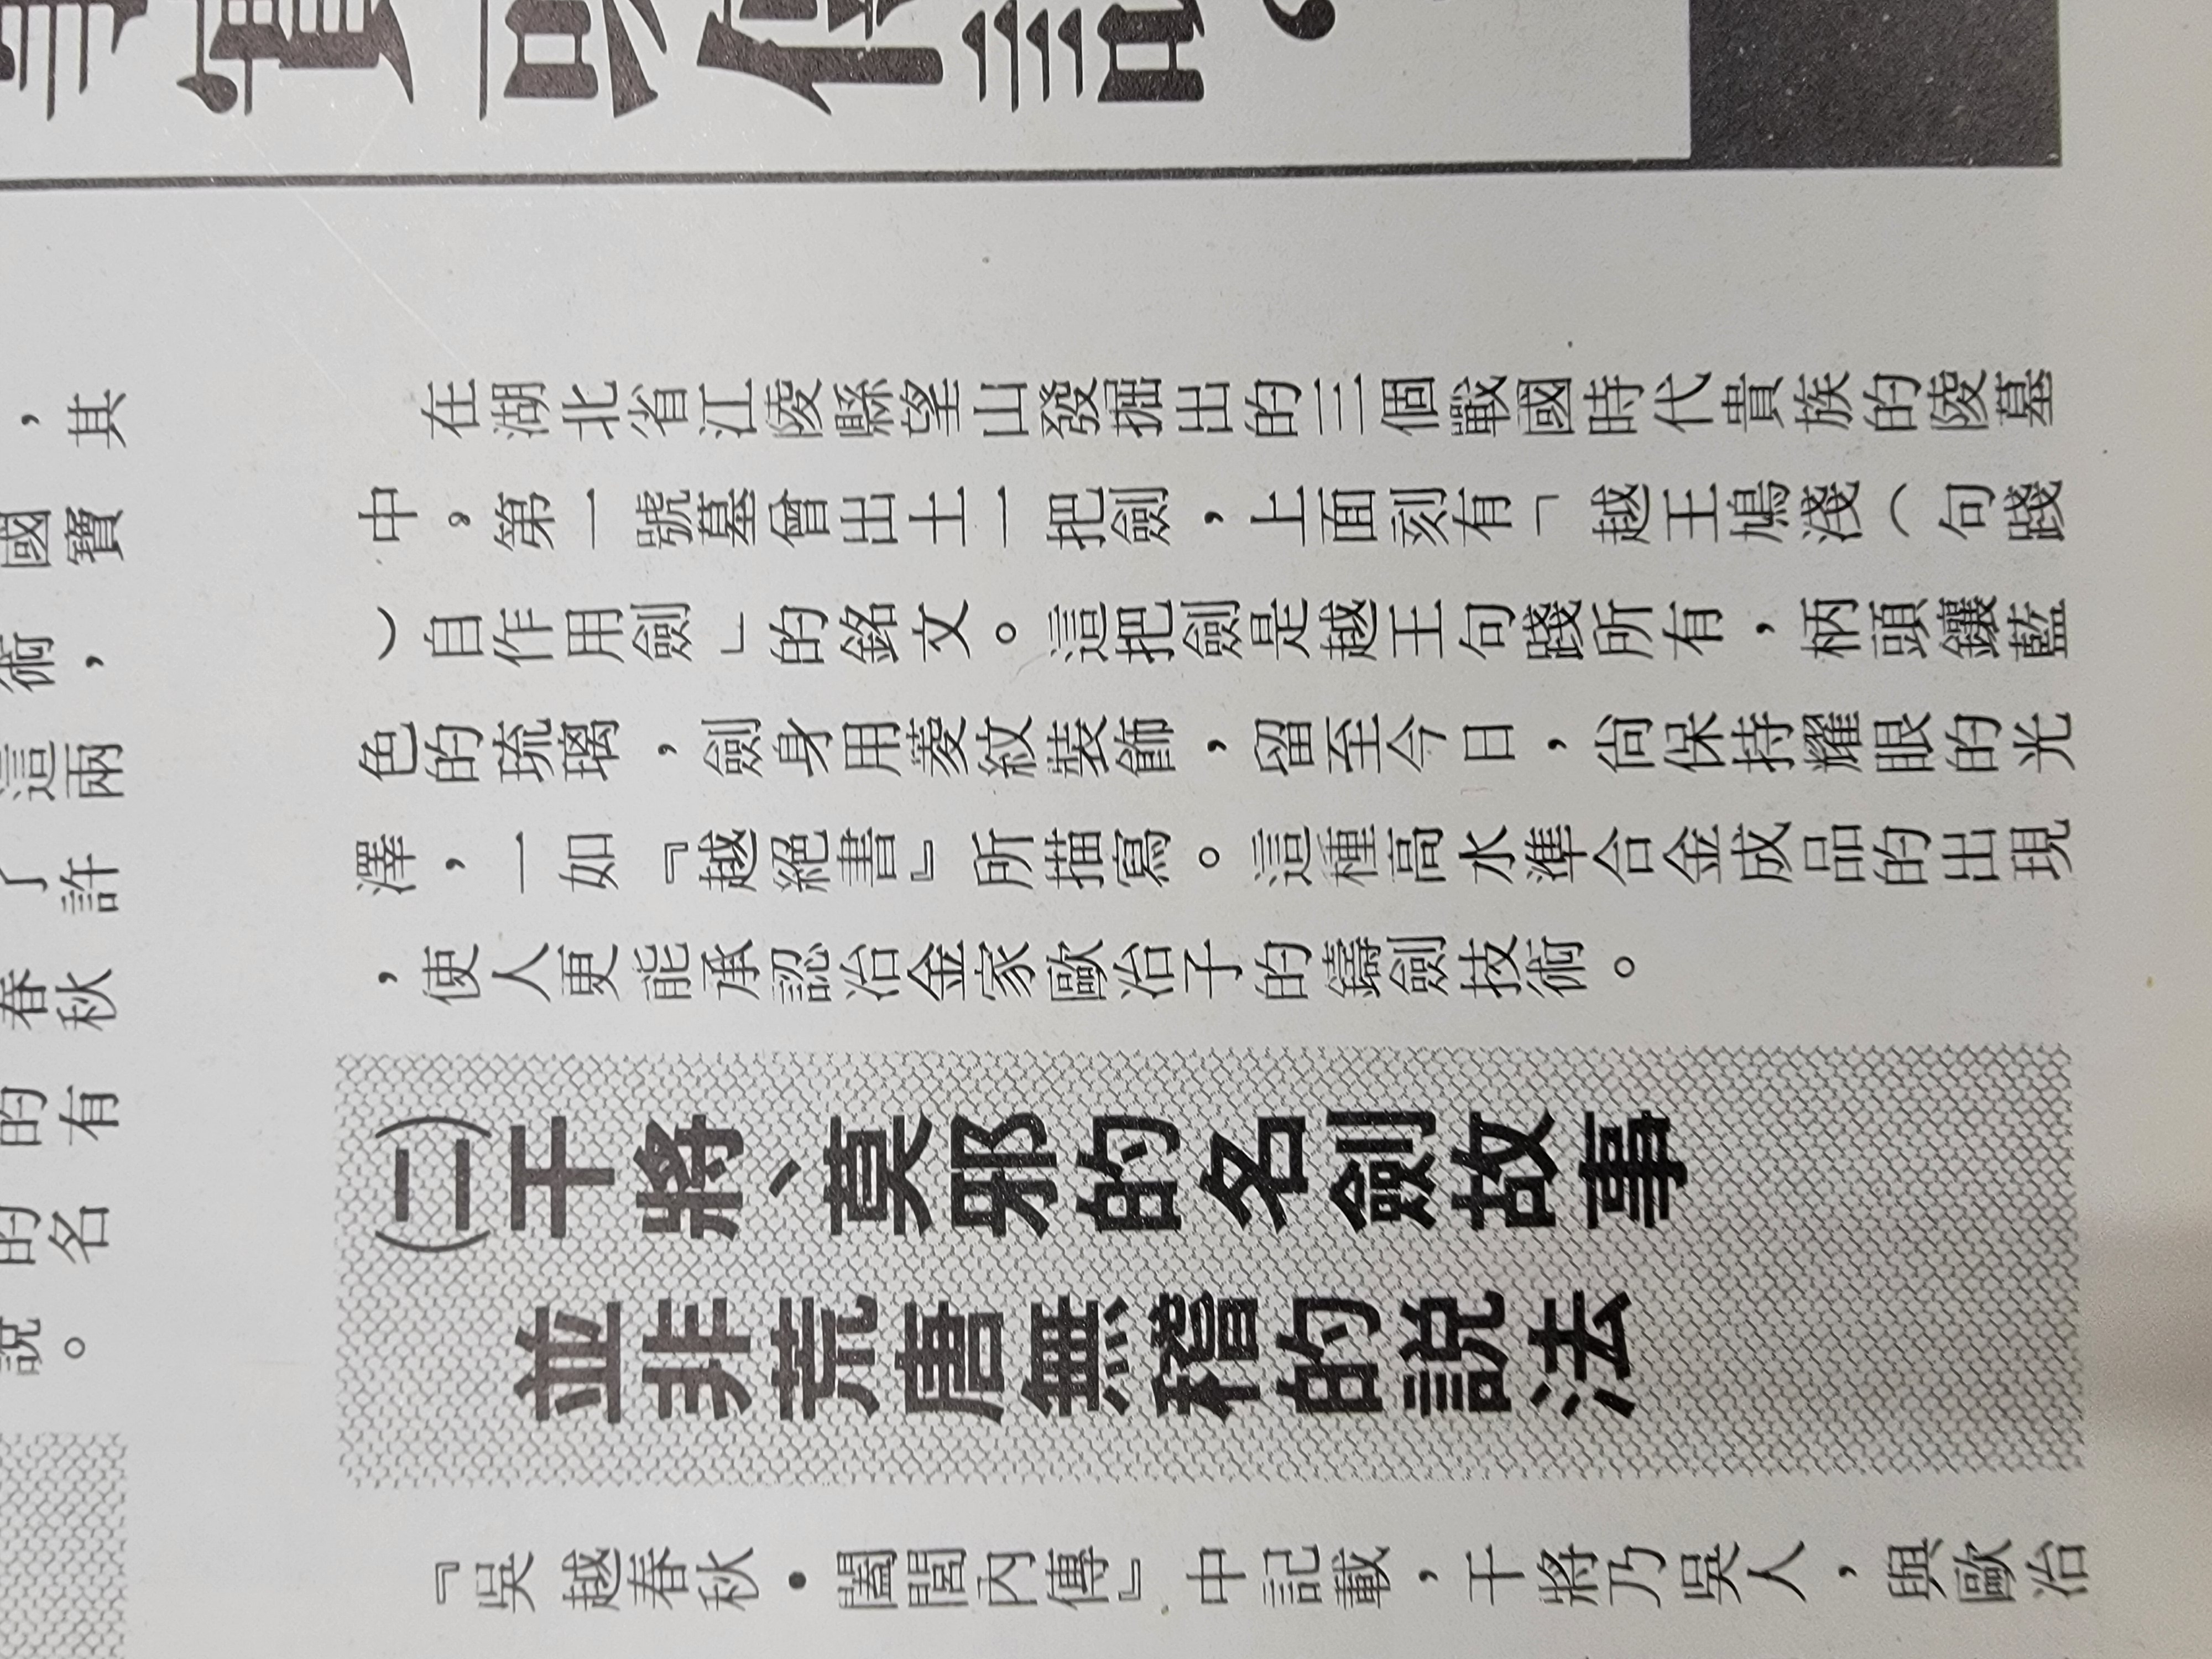 ，其
國寶
術，
這兩
了許
春秋
的有
的名
說。
在湖北省江陵縣望山發掘出的三個戰國時代貴族的陵墓
中。第一號墓曾出土一把劍，上面刻有「越王鳩淺（句踐
）自作用劍」的銘文。這把劍是越王句踐所有，柄頭鑲藍
色的琉璃，劍身用菱紋裝飾，留至今日，尚保持耀眼的光
澤，一如『越絕書』所描寫。這種高水準合金成品的出現
，使人更能承認冶金家歐冶子的鑄劍技術。
(二)干將、莫邪的名劍故事
並非荒唐無稽的說法
『吳越春秋・闔閭內傳』中記載，干將乃吳人，與歐冶